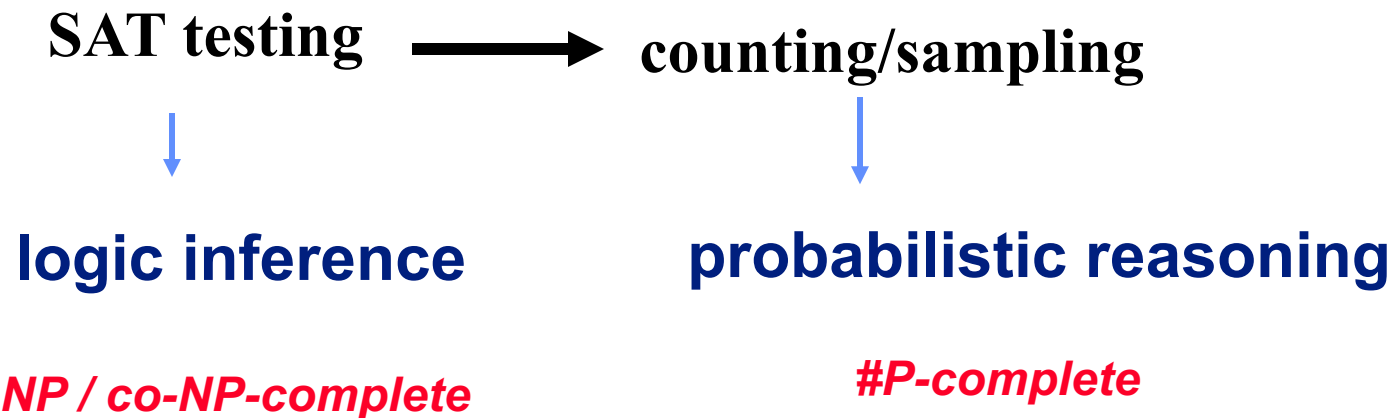 SAT testing
counting/sampling
logic inference
probabilistic reasoning
NP / co-NP-complete
#P-complete